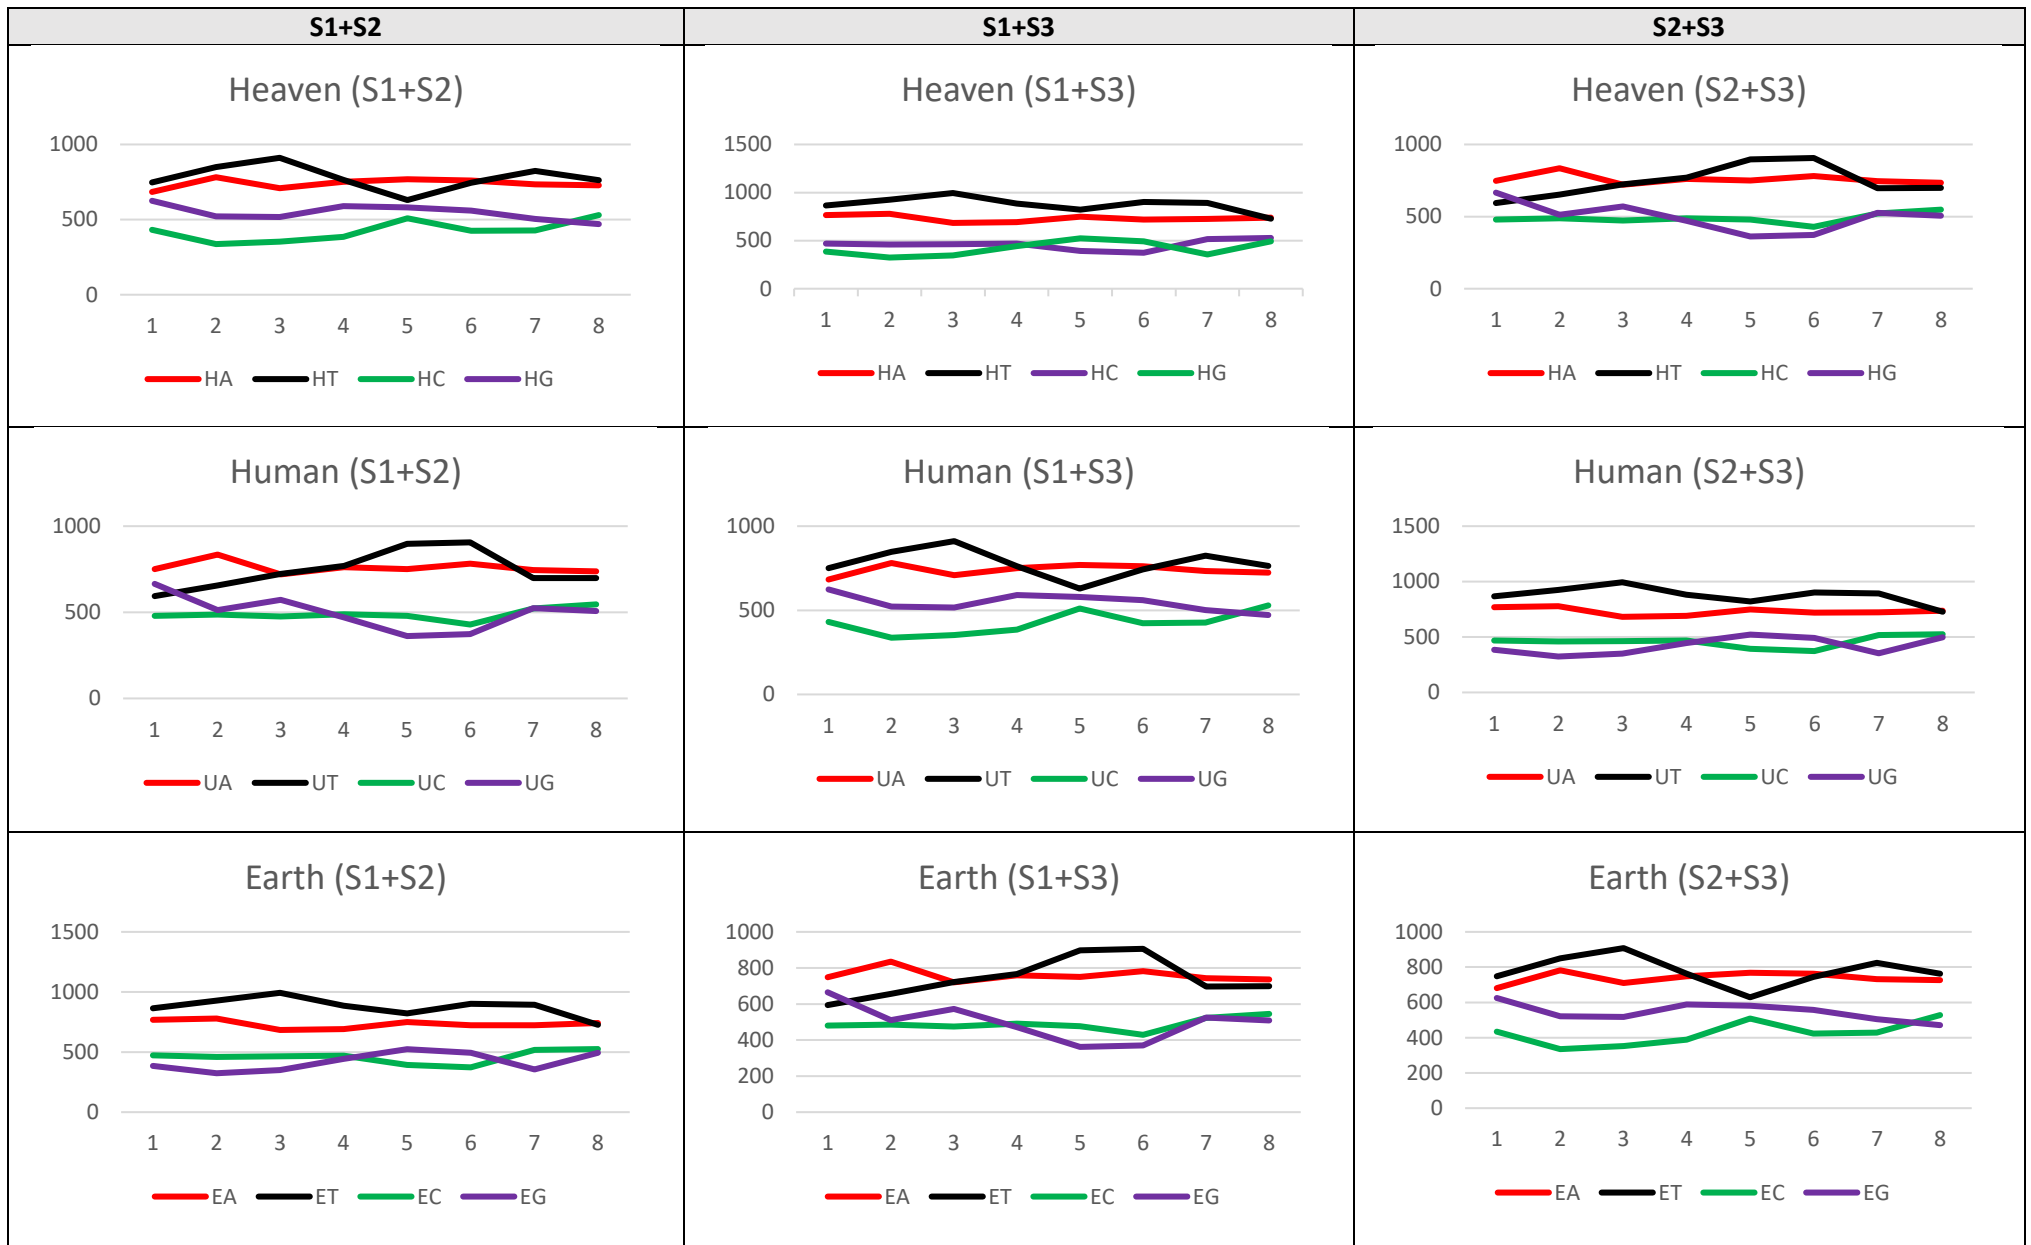 S1+S2 S1+S3 S2+S3
Heaven (S1+S2)
1000
500
0
1 2 3 4 5 6 7 8
HA HT HC HG
Heaven (S1+S3)
1500
1000
500
0
1 2 3 4 5 6 7 8
HA HT HC HG
Heaven (S2+S3)
1000
500
0
1 2 3 4 5 6 7 8
HA HT HC HG
Human (S1+S2)
1000
500
0
1 2 3 4 5 6 7 8
UA UT UC UG
Human (S1+S3)
1000
500
0
1 2 3 4 5 6 7 8
UA UT UC UG
Human (S2+S3)
1500
1000
500
0
1 2 3 4 5 6 7 8
UA UT UC UG
Earth (S1+S2)
1500
1000
500
0
1 2 3 4 5 6 7 8
EA ET EC EG
Earth (S1+S3)
1000
800
600
400
200
0
1 2 3 4 5 6 7 8
EA ET EC EG
Earth (S2+S3)
1000
800
600
400
200
0
1 2 3 4 5 6 7 8
EA ET EC EG